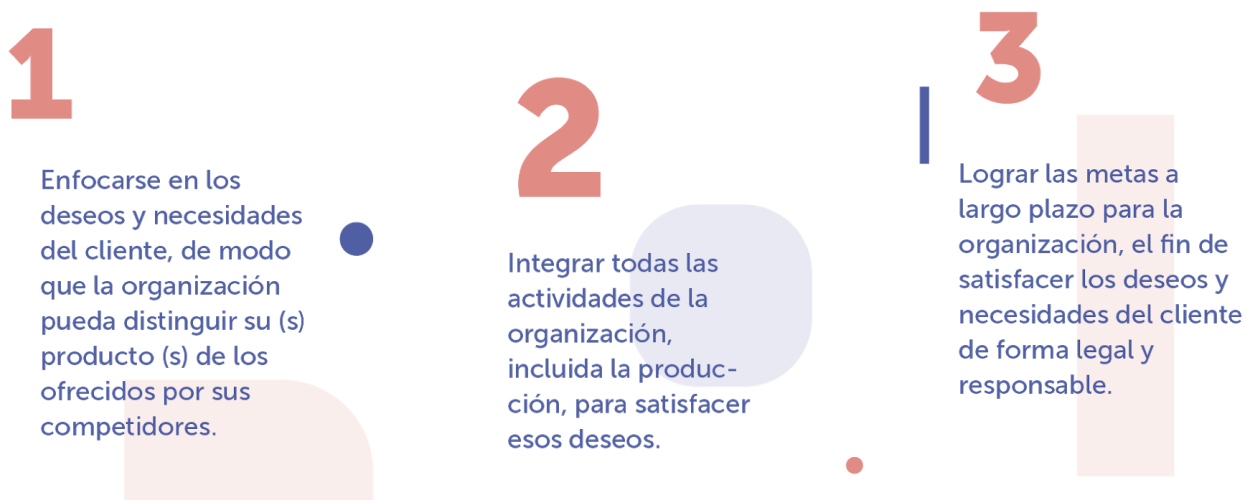 1
Enfocarse en los
deseos y necesidades
del cliente, de modo
que la organización
pueda distinguir su (s)
producto (s) de los
ofrecidos por sus
competidores.
2
Integrar todas las
actividades de la
organización,
incluida la produc-
ción, para satisfacer
esos deseos.
3
Lograr las metas a
largo plazo para la
organización, el fin de
satisfacer los deseos y
necesidades del cliente
de forma legal y
responsable.